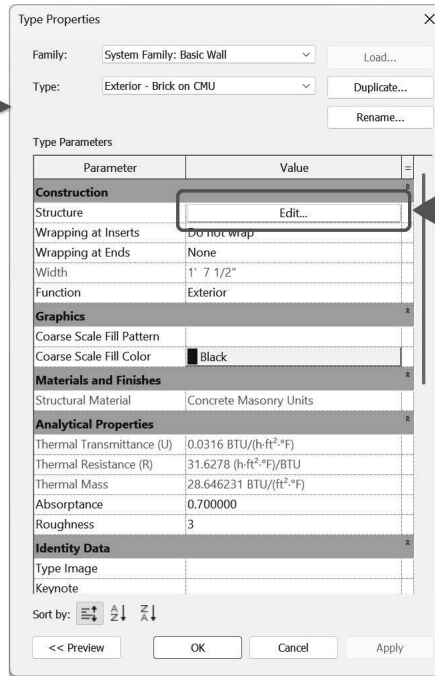 Type Properties
Family: System Family: Basic Wall Load...
Type: Exterior - Brick on CMU Duplicate...
Rename...
Type Parameters
Parameter Value =
Construction
Structure Edit...
Wrapping at Inserts Do not wrap
Wrapping at Ends None
Width 1' 7 1/2"
Function Exterior
Graphics
Coarse Scale Fill Pattern
Coarse Scale Fill Color Black
Materials and Finishes
Structural Material Concrete Masonry Units
Analytical Properties
Thermal Transmittance (U) 0.0316 BTU/(h·ft²·°F)
Thermal Resistance (R) 31.6278 (h·ft²·°F)/BTU
Thermal Mass 28.646231 BTU/(ft²·°F)
Absorptance 0.700000
Roughness 3
Identity Data
Type Image
Keynote
Sort by: A Z Z A
<< Preview OK Cancel Apply